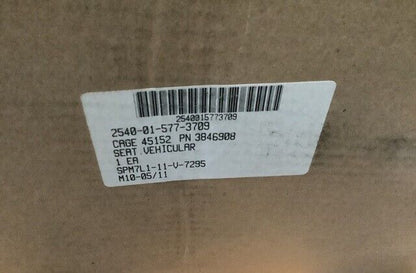 2540015773709
2540-01-577-3709
CAGE 45152 PN 3846908
SEAT VEHICULAR
1 EA
SPM7L1-11-V-7295
M10-05/11